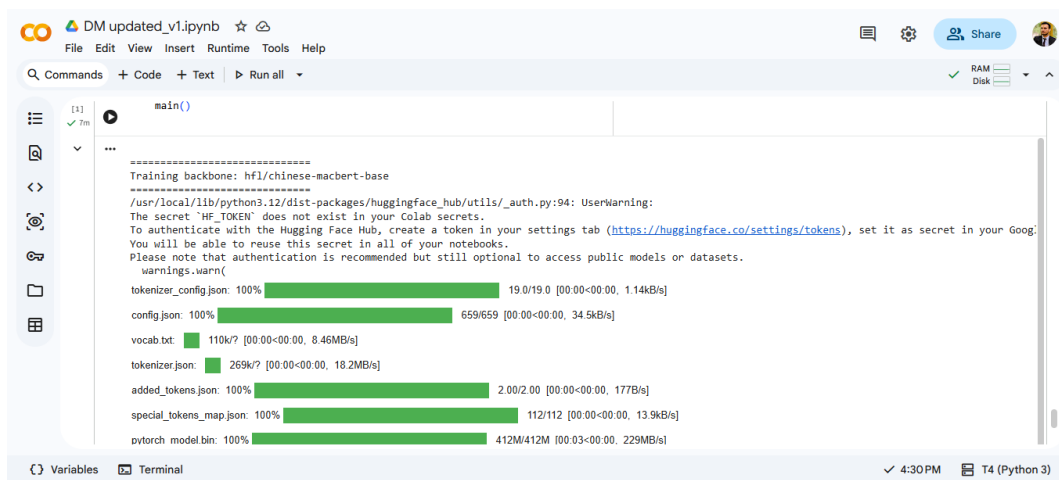 DM updated_v1.ipynb
File Edit View Insert Runtime Tools Help
Share
Commands + Code + Text Run all
RAM
Disk
[1]
7m
main()
==============================
Training backbone: hfl/chinese-macbert-base
==============================
/usr/local/lib/python3.12/dist-packages/huggingface_hub/utils/_auth.py:94: UserWarning:
The secret `HF_TOKEN` does not exist in your Colab secrets.
To authenticate with the Hugging Face Hub, create a token in your settings tab (https://huggingface.co/settings/tokens), set it as secret in your Goog
You will be able to reuse this secret in all of your notebooks.
Please note that authentication is recommended but still optional to access public models or datasets.
warnings.warn(
tokenizer_config.json: 100% 19.0/19.0 [00:00<00:00, 1.14kB/s]
config.json: 100% 659/659 [00:00<00:00, 34.5kB/s]
vocab.txt: 110k/? [00:00<00:00, 8.46MB/s]
tokenizer.json: 269k/? [00:00<00:00, 18.2MB/s]
added_tokens.json: 100% 2.00/2.00 [00:00<00:00, 177B/s]
special_tokens_map.json: 100% 112/112 [00:00<00:00, 13.9kB/s]
pytorch_model.bin: 100% 412M/412M [00:03<00:00, 229MB/s]
Variables Terminal 4:30 PM T4 (Python 3)